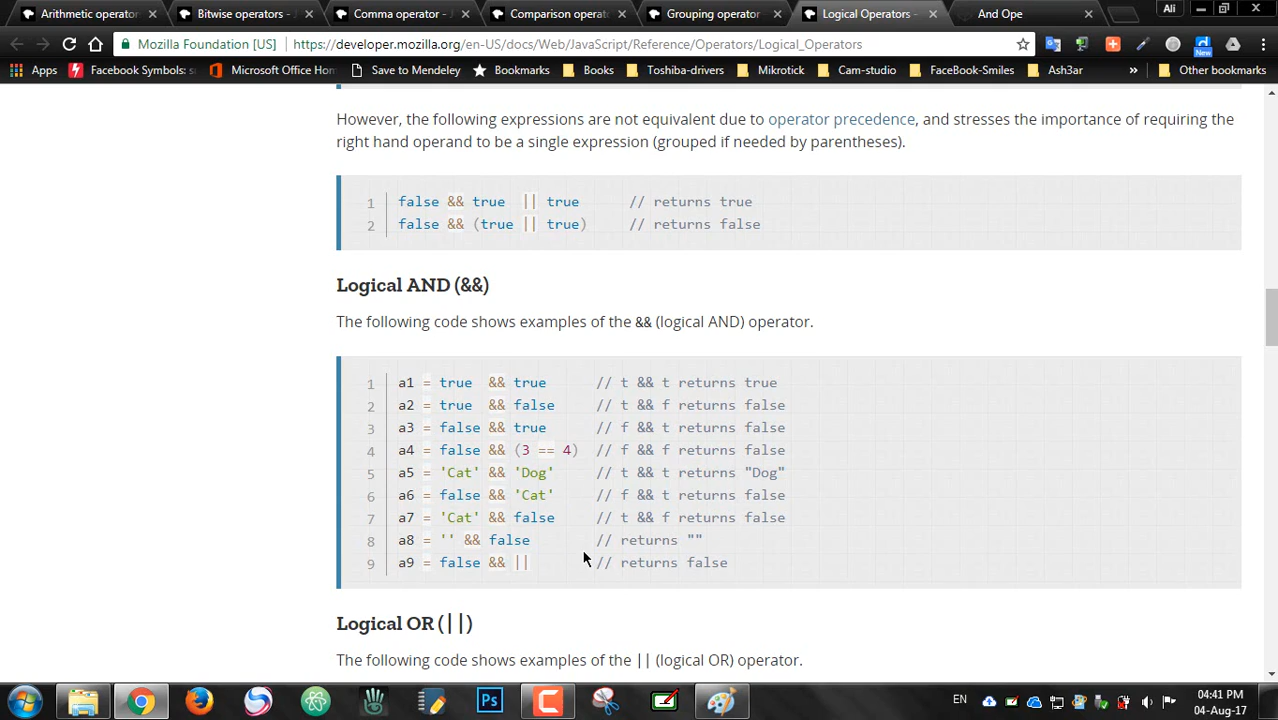 Arithmetic operator
Bitwise operators -
Comma operator -
Comparison operato
Grouping operator
Logical Operators -
And Ope
Ali
Mozilla Foundation [US]
https://developer.mozilla.org/en-US/docs/Web/JavaScript/Reference/Operators/Logical_Operators
New
Apps
Facebook Symbols: s
Microsoft Office Hom
Save to Mendeley
Bookmarks
Books
Toshiba-drivers
Mikrotick
Cam-studio
FaceBook-Smiles
Ash3ar
»
Other bookmarks
However, the following expressions are not equivalent due to operator precedence, and stresses the importance of requiring the
right hand operand to be a single expression (grouped if needed by parentheses).
1 false && true || true // returns true
2 false && (true || true) // returns false
Logical AND (&&)
The following code shows examples of the && (logical AND) operator.
1 a1 = true && true // t && t returns true
2 a2 = true && false // t && f returns false
3 a3 = false && true // f && t returns false
4 a4 = false && (3 == 4) // f && f returns false
5 a5 = 'Cat' && 'Dog' // t && t returns "Dog"
6 a6 = false && 'Cat' // f && t returns false
7 a7 = 'Cat' && false // t && f returns false
8 a8 = '' && false // returns ""
9 a9 = false && || // returns false
Logical OR (||)
The following code shows examples of the || (logical OR) operator.
Ps
EN
04:41 PM
04-Aug-17